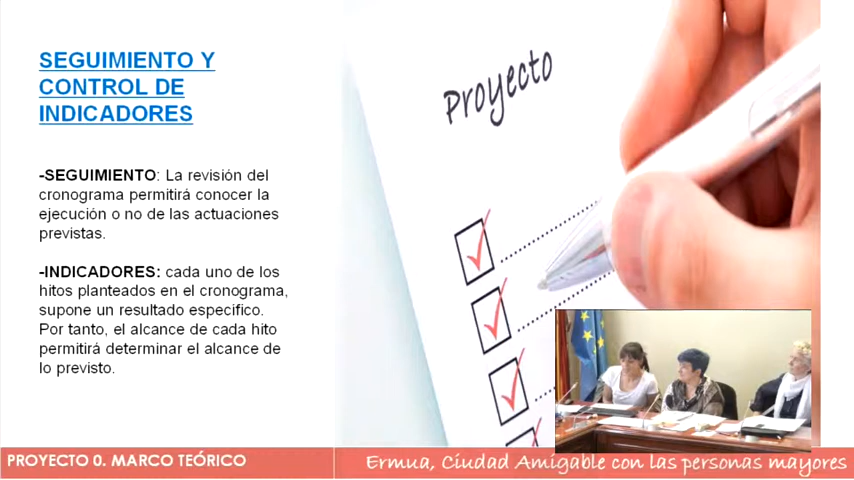 SEGUIMIENTO Y
CONTROL DE
INDICADORES
-SEGUIMIENTO: La revisión del
cronograma permitirá conocer la
ejecución o no de las actuaciones
previstas.
-INDICADORES: cada uno de los
hitos planteados en el cronograma,
supone un resultado especifico.
Por tanto, el alcance de cada hito
permitirá determinar el alcance de
lo previsto.
Proyecto
PROYECTO 0. MARCO TEÓRICO
Ermua, Ciudad Amigable con las personas mayores